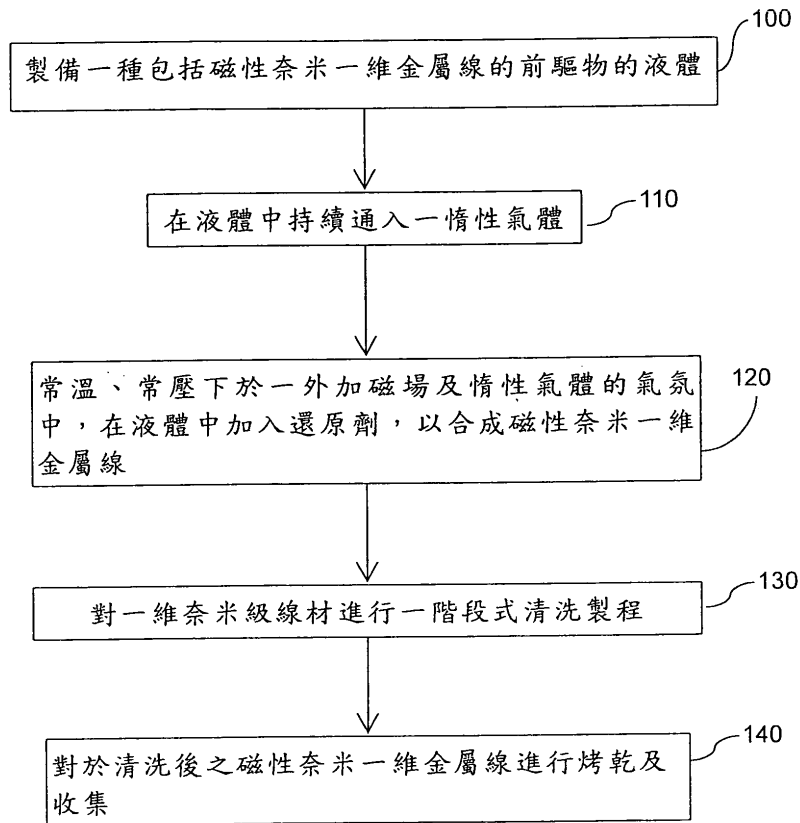 100
製備一種包括磁性奈米一維金屬線的前驅物的液體
在液體中持續通入一惰性氣體
110
常溫、常壓下於一外加磁場及惰性氣體的氣氛
中,在液體中加入還原劑,以合成磁性奈米一維
金屬線
120
對一維奈米級線材進行一階段式清洗製程
130
對於清洗後之磁性奈米一維金屬線進行烤乾及
收集
140